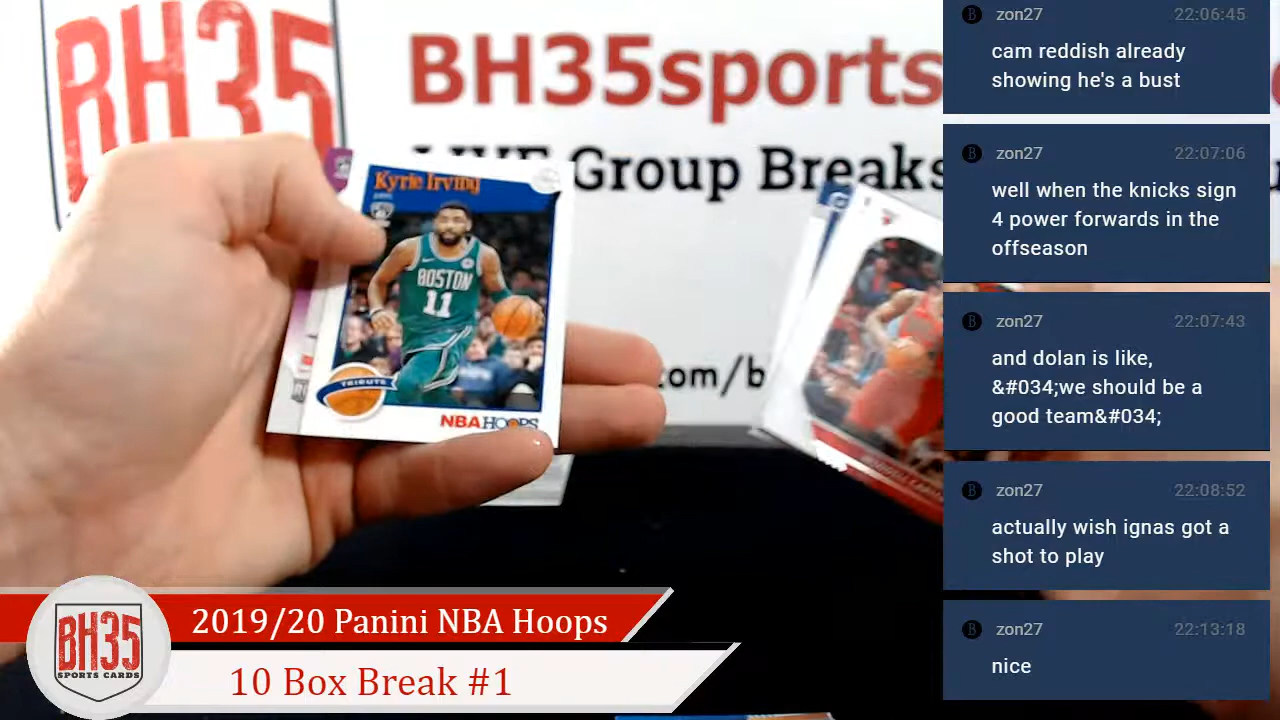 BH35
BH35sports
LIVE Group Breaks
.com/b
Kyrie Irving
BOSTON
11
TRIBUTE
NBA HOOPS
2019/20 Panini NBA Hoops
10 Box Break #1
BH35
SPORTS CARDS
zon27 22:06:45
cam reddish already
showing he's a bust
zon27 22:07:06
well when the knicks sign
4 power forwards in the
offseason
zon27 22:07:43
and dolan is like,
&#034;we should be a
good team&#034;
zon27 22:08:52
actually wish ignas got a
shot to play
zon27 22:13:18
nice